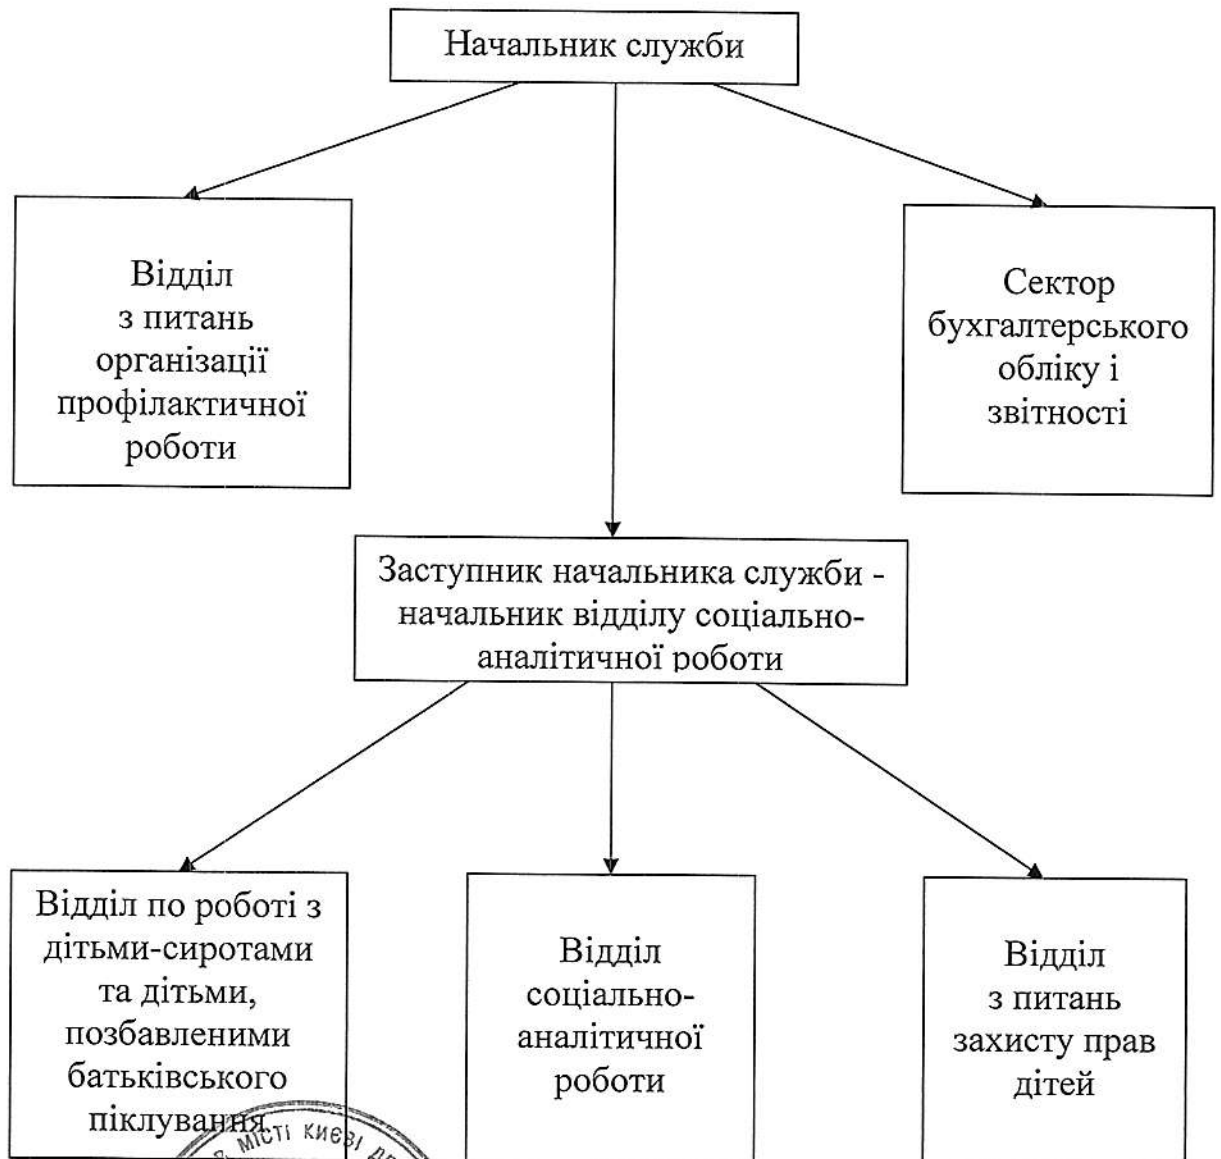 Начальник служби
Відділ
з питань
організації
профілактичної
роботи
Сектор
бухгалтерського
обліку і
звітності
Заступник начальника служби -
начальник відділу соціально-
аналітичної роботи
Відділ по роботі з
дітьми-сиротами
та дітьми,
позбавленими
батьківського
піклування
Відділ
соціально-
аналітичної
роботи
Відділ
з питань
захисту прав
дітей
МІСТІ КИЄВІ